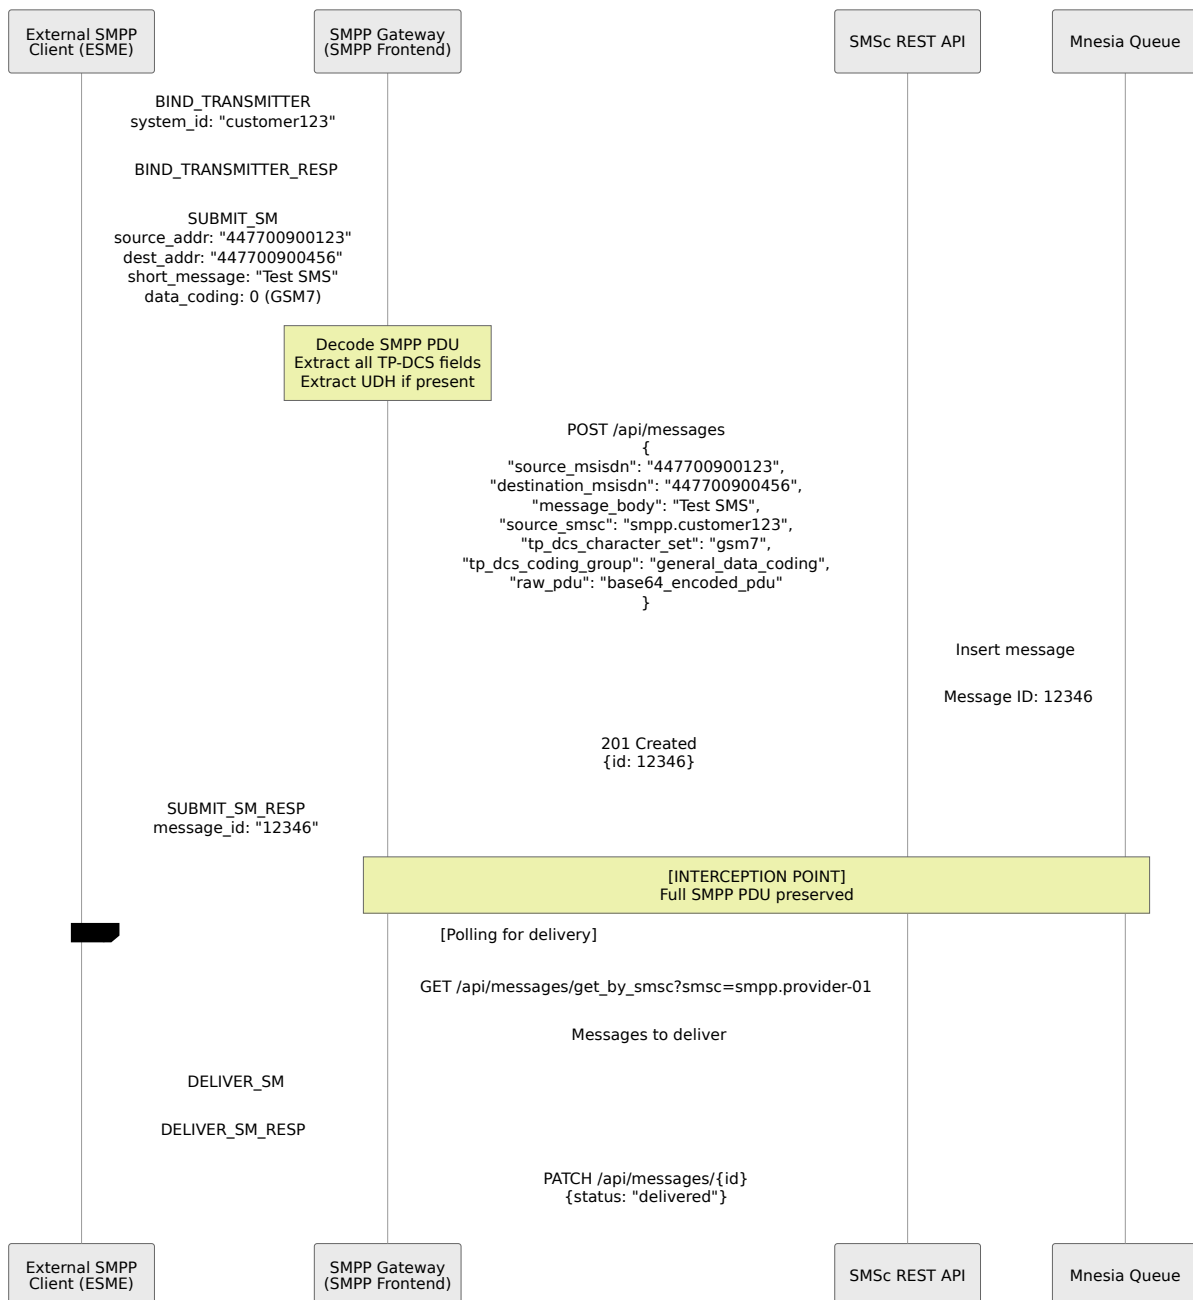 External SMPP
Client (ESME)
SMPP Gateway
(SMPP Frontend)
SMSc REST API
Mnesia Queue
BIND_TRANSMITTER
system_id: "customer123"
BIND_TRANSMITTER_RESP
SUBMIT_SM
source_addr: "447700900123"
dest_addr: "447700900456"
short_message: "Test SMS"
data_coding: 0 (GSM7)
Decode SMPP PDU
Extract all TP-DCS fields
Extract UDH if present
POST /api/messages
{
"source_msisdn": "447700900123",
"destination_msisdn": "447700900456",
"message_body": "Test SMS",
"source_smsc": "smpp.customer123",
"tp_dcs_character_set": "gsm7",
"tp_dcs_coding_group": "general_data_coding",
"raw_pdu": "base64_encoded_pdu"
}
Insert message
Message ID: 12346
201 Created
{id: 12346}
SUBMIT_SM_RESP
message_id: "12346"
[INTERCEPTION POINT]
Full SMPP PDU preserved
[Polling for delivery]
GET /api/messages/get_by_smsc?smsc=smpp.provider-01
Messages to deliver
DELIVER_SM
DELIVER_SM_RESP
PATCH /api/messages/{id}
{status: "delivered"}
External SMPP
Client (ESME)
SMPP Gateway
(SMPP Frontend)
SMSc REST API
Mnesia Queue